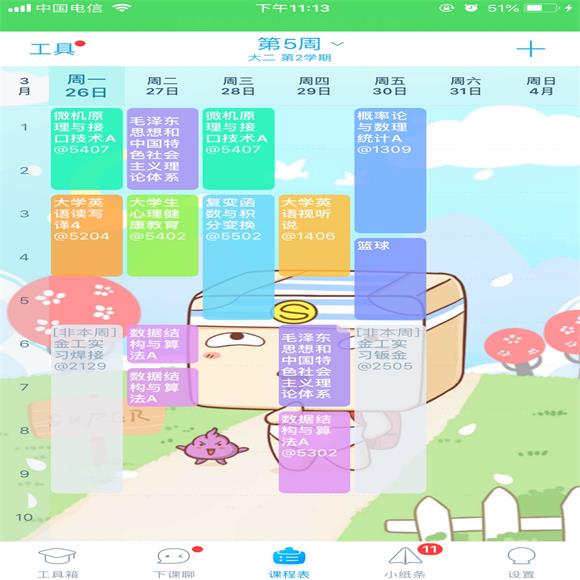 中国电信
下午11:13
51%
工具
第5周
大二 第2学期
3月
周一
26日
周二
27日
周三
28日
周四
29日
周五
30日
周六
31日
周日
4月
1
2
3
4
5
6
7
8
9
10
微机原
理与接
口技术A
@5407
毛泽东
思想和
中国特
色社会
主义理
论体系
微机原
理与接
口技术A
@5407
概率论
与数理
统计A
@1309
大学英
语读写
译4
@5204
大学生
心理健
康教育
@5402
复变函
数与积
分变换
@5502
大学英
语视听
说
@1406
篮球
[非本周]
金工实
习焊接
@2129
数据结
构与算
法A
数据结
构与算
法A
毛泽东
思想和
中国特
色社会
主义理
论体系
数据结
构与算
法A
@5302
[非本周]
金工实
习钣金
@2505
SUPER
S
工具箱
下课聊
课程表
11
小纸条
设置